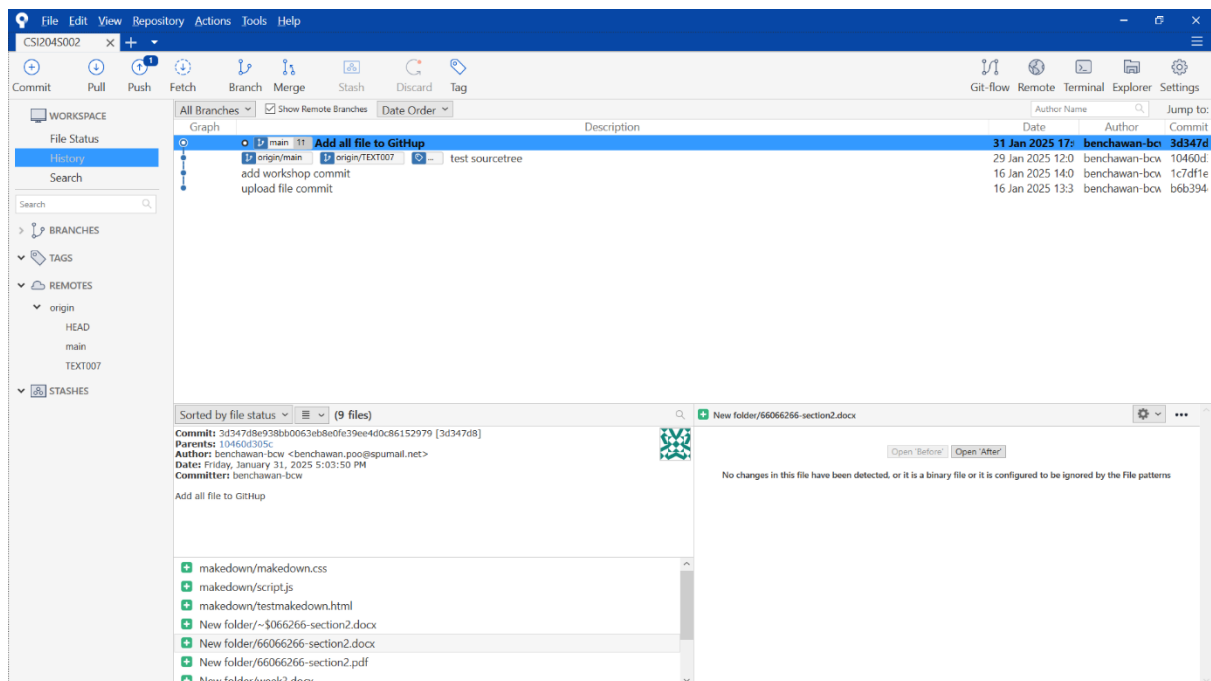 File Edit View Repository Actions Tools Help
CSI204S002
1
Commit Pull Push Fetch Branch Merge Stash Discard Tag Git-flow Remote Terminal Explorer Settings
WORKSPACE
File Status
History
Search
Search
BRANCHES
TAGS
REMOTES
origin
HEAD
main
TEXT007
STASHES
All Branches Show Remote Branches Date Order Author Name Jump to:
Graph Description Date Author Commit
main 1↑ Add all file to GitHup 31 Jan 2025 17: benchawan-bcw 3d347d
origin/main origin/TEXT007 ... test sourcetree 29 Jan 2025 12:0 benchawan-bcw 10460d
add workshop commit 16 Jan 2025 14:0 benchawan-bcw 1c7df1e
upload file commit 16 Jan 2025 13:3 benchawan-bcw b6b394
Sorted by file status (9 files)
Commit: 3d347d8e938bb0063eb8e0fe39ee4d0c86152979 [3d347d8]
Parents: 10460d305c
Author: benchawan-bcw <benchawan.poo@spumail.net>
Date: Friday, January 31, 2025 5:03:50 PM
Committer: benchawan-bcw
Add all file to GitHup
makedown/makedown.css
makedown/script.js
makedown/testmakedown.html
New folder/~$066266-section2.docx
New folder/66066266-section2.docx
New folder/66066266-section2.pdf
New folder/week3.docx
New folder/66066266-section2.docx
Open 'Before' Open 'After'
No changes in this file have been detected, or it is a binary file or it is configured to be ignored by the File patterns